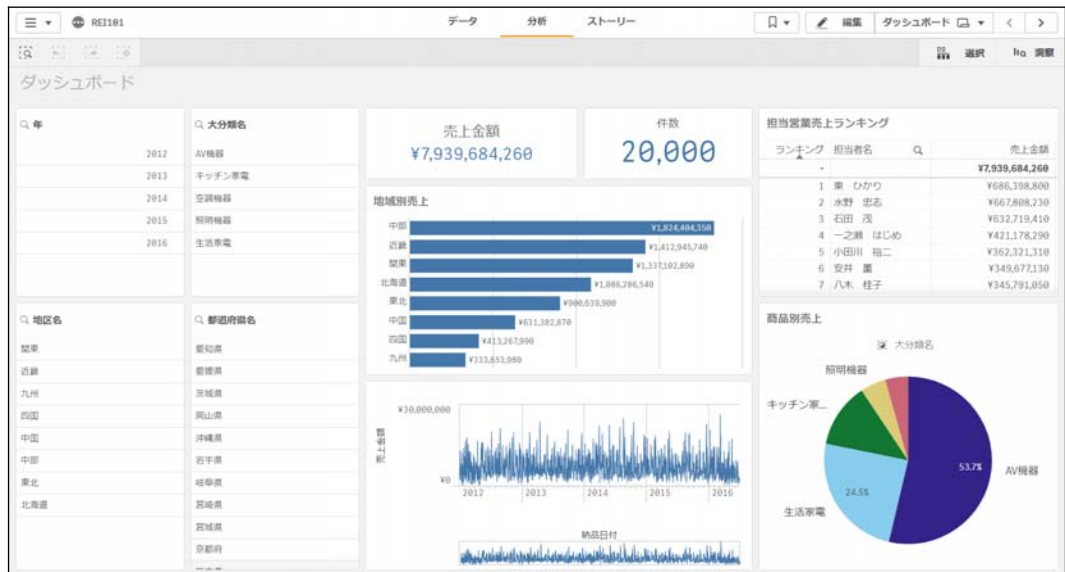 REI101
データ 分析 ストーリー
編集 ダッシュボード
選択 洞察
ダッシュボード
年
2012
2013
2014
2015
2016
大分類名
AV機器
キッチン家電
空調機器
照明機器
生活家電
売上金額
¥7,939,684,260
件数
20,000
担当営業売上ランキング
ランキング 担当者名 売上金額
- ¥7,939,684,260
1 東 ひかり ¥686,398,800
2 水野 忠志 ¥667,808,230
3 石田 茂 ¥632,719,410
4 一之瀬 はじめ ¥421,178,290
5 小田川 裕二 ¥362,321,310
6 安井 薫 ¥349,677,130
7 八木 桂子 ¥345,791,050
地域別売上
中部 ¥1,824,404,350
近畿 ¥1,412,945,740
関東 ¥1,337,102,890
北海道 ¥1,086,286,540
東北 ¥900,639,900
中国 ¥631,382,870
四国 ¥413,267,990
九州 ¥333,653,980
地区名
関東
近畿
九州
四国
中国
中部
東北
北海道
都道府県名
愛知県
愛媛県
茨城県
岡山県
沖縄県
岩手県
岐阜県
宮崎県
宮城県
京都府
¥30,000,000
売上金額
¥0
2012 2013 2014 2015 2016
納品日付
商品別売上
大分類名
照明機器
キッチン家...
53.7%
AV機器
24.5%
生活家電